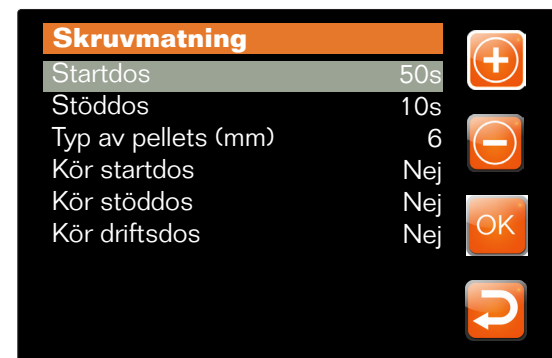 Skruvmatning
Startdos 50s
Stöddos 10s
Typ av pellets (mm) 6
Kör startdos Nej
Kör stöddos Nej
Kör driftsdos Nej
OK